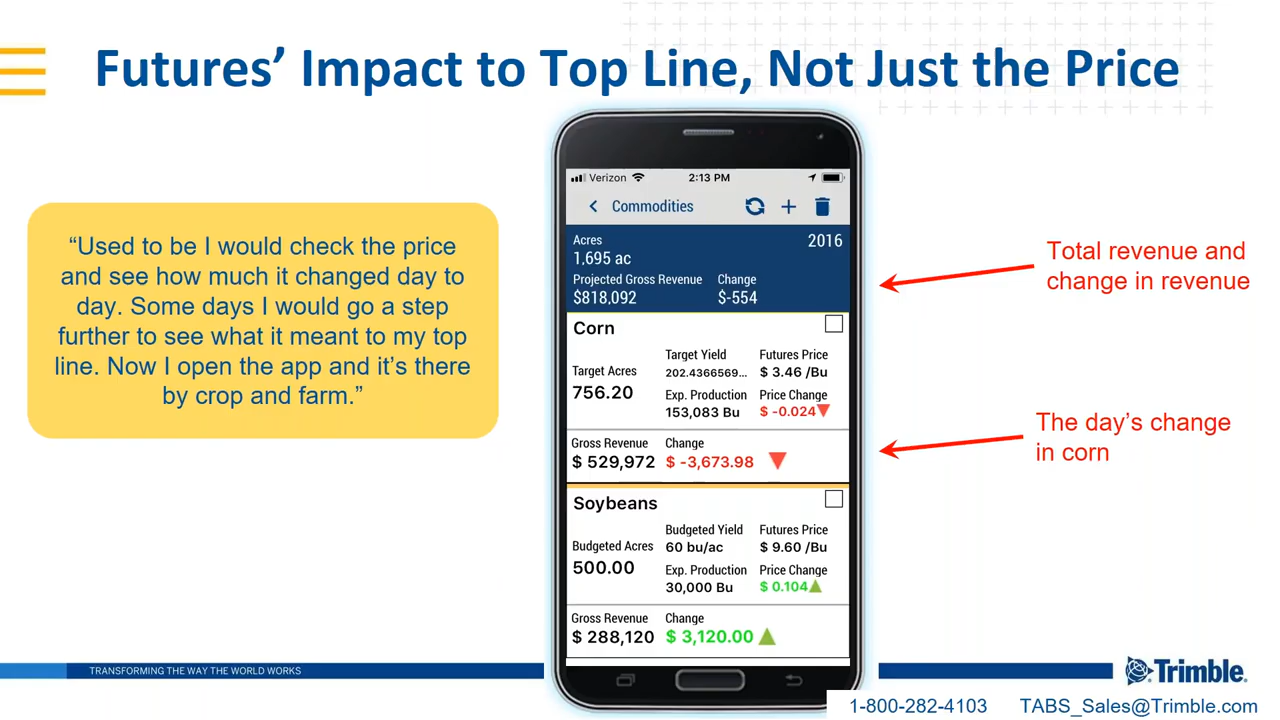 Futures’ Impact to Top Line, Not Just the Price
“Used to be I would check the price
and see how much it changed day to
day. Some days I would go a step
further to see what it meant to my top
line. Now I open the app and it’s there
by crop and farm.”
Verizon 2:13 PM
Commodities
Acres 2016
1,695 ac
Projected Gross Revenue Change
$818,092 $-554
Corn
Target Yield Futures Price
Target Acres 202.4366569... $ 3.46 /Bu
756.20 Exp. Production Price Change
153,083 Bu $ -0.024
Gross Revenue Change
$ 529,972 $ -3,673.98
Soybeans
Budgeted Yield Futures Price
Budgeted Acres 60 bu/ac $ 9.60 /Bu
500.00 Exp. Production Price Change
30,000 Bu $ 0.104
Gross Revenue Change
$ 288,120 $ 3,120.00
Total revenue and
change in revenue
The day’s change
in corn
TRANSFORMING THE WAY THE WORLD WORKS
Trimble.
1-800-282-4103 TABS_Sales@Trimble.com